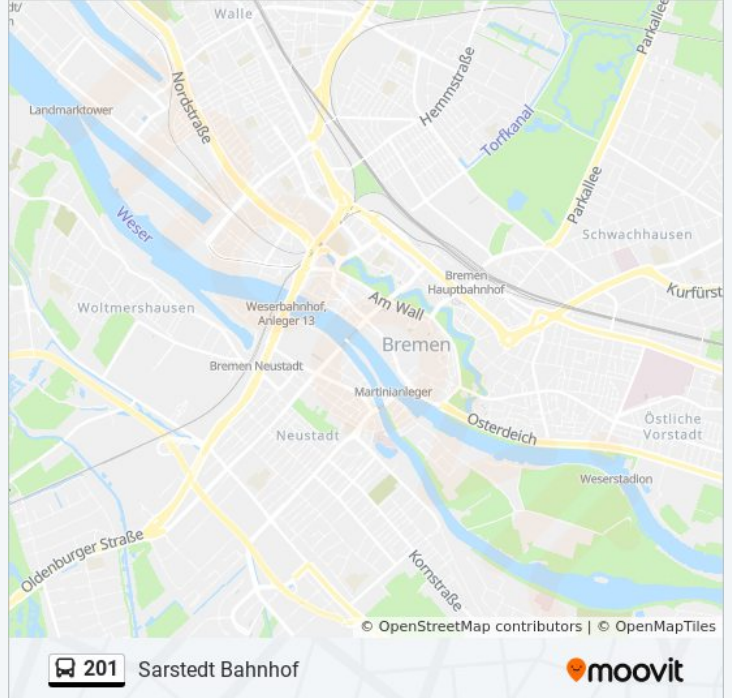 Walle
Parkallee
Hemmstraße
Nordstraße
Landmarktower
Torfkanal
Parkallee
Weser
Schwachhausen
Bremen
Hauptbahnhof
Kurfürst
Woltmershausen
Weserbahnhof,
Anleger 13
Am Wall
Bremen
Bremen Neustadt
Martinianleger
Osterdeich
Östliche
Vorstadt
Neustadt
Weserstadion
Oldenburger Straße
Kornstraße
© OpenStreetMap contributors | © OpenMapTiles
201 Sarstedt Bahnhof
moovit